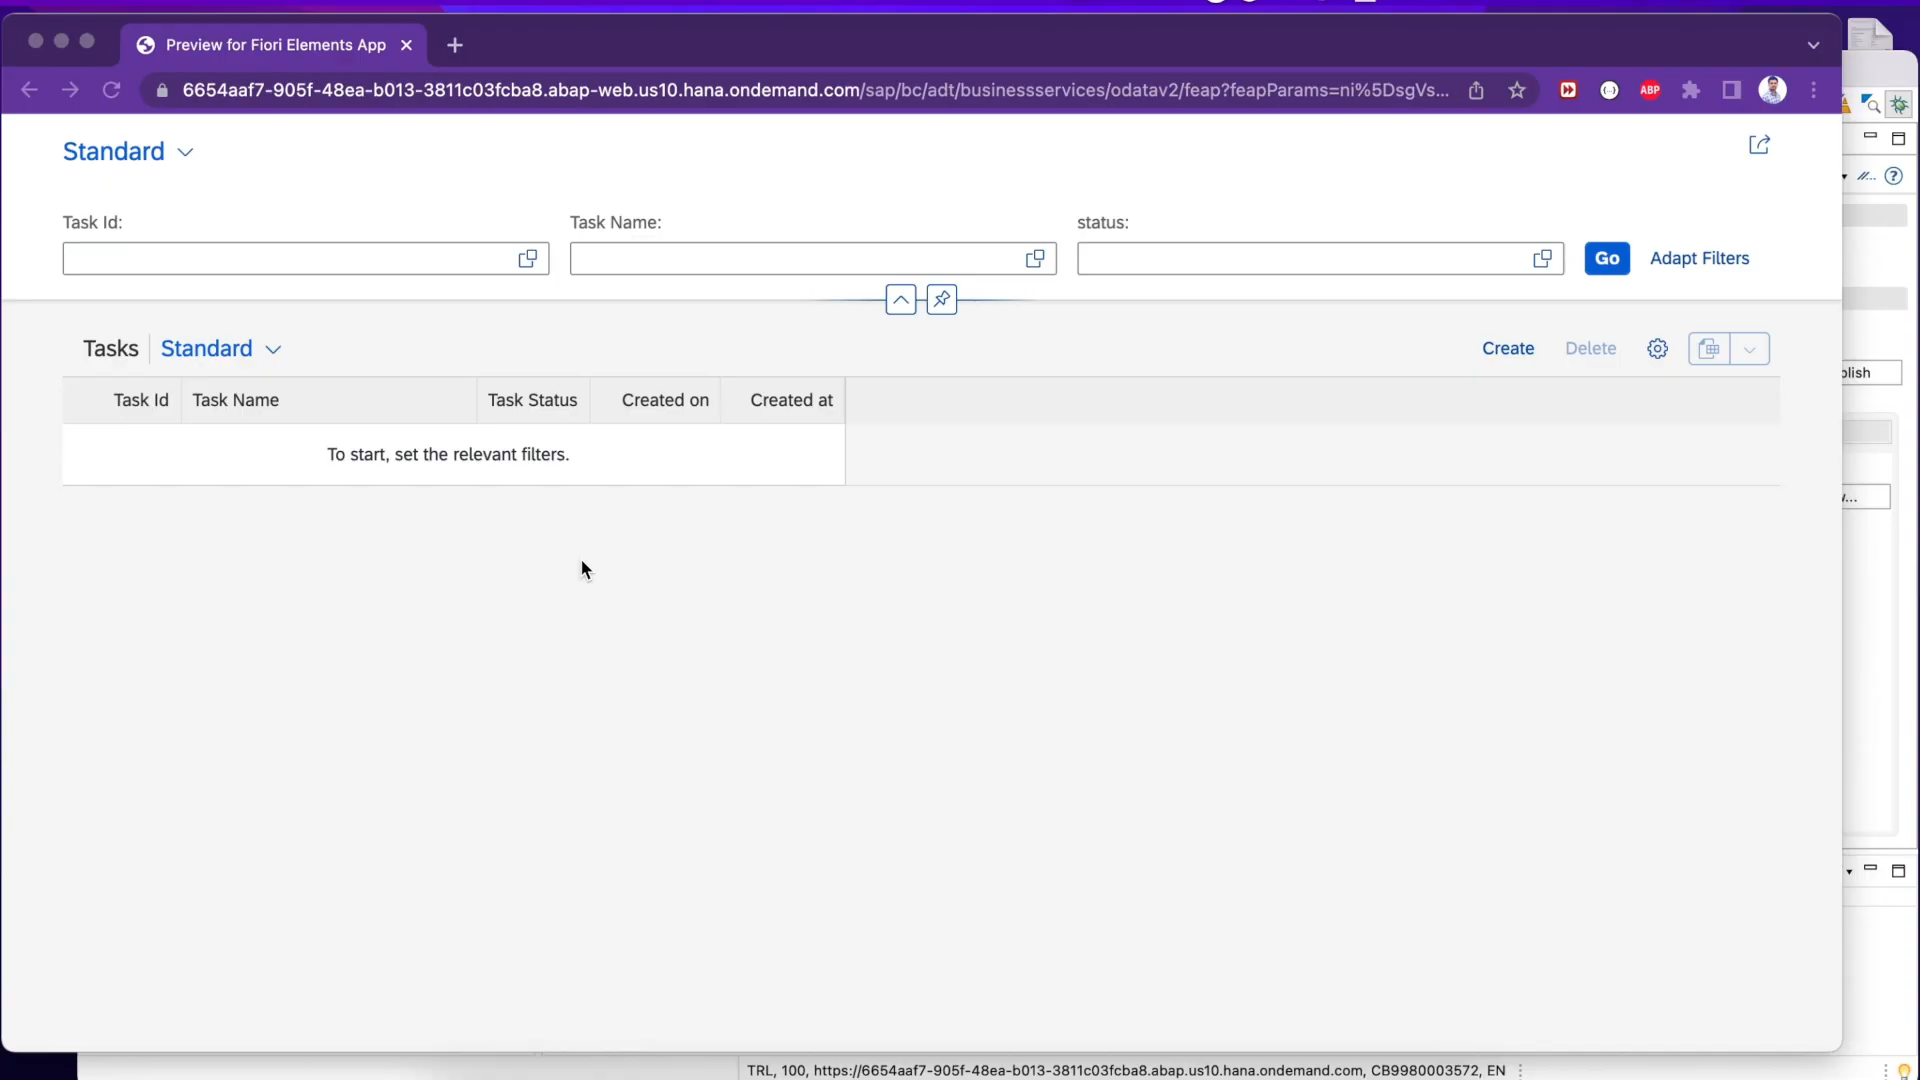 Preview for Fiori Elements App
6654aaf7-905f-48ea-b013-3811c03fcba8.abap-web.us10.hana.ondemand.com/sap/bc/adt/businessservices/odatav2/feap?feapParams=ni%5DsgVs...
ABP
Standard
Task Id:
Task Name:
status:
Go
Adapt Filters
Tasks
Standard
Create
Delete
Task Id
Task Name
Task Status
Created on
Created at
To start, set the relevant filters.
TRL, 100, https://6654aaf7-905f-48ea-b013-3811c03fcba8.abap.us10.hana.ondemand.com, CB9980003572, EN